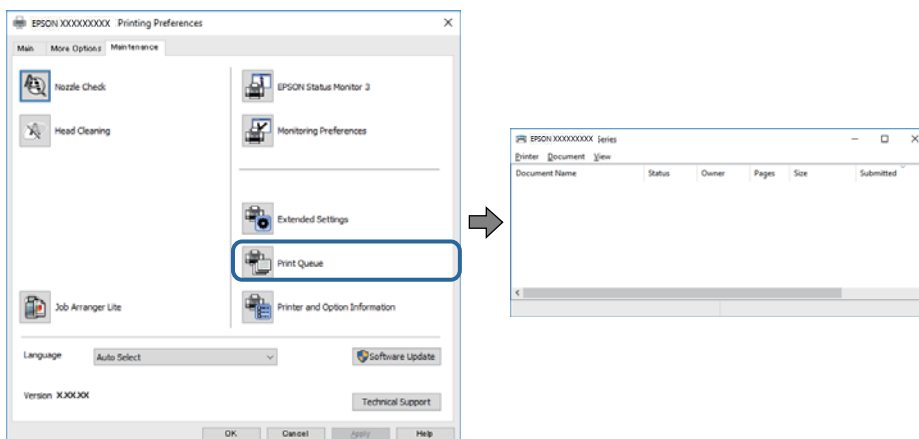 EPSON XXXXXXXXX Printing Preferences
Main More Options Maintenance
Nozzle Check
Head Cleaning
Job Arranger Lite
EPSON Status Monitor 3
Monitoring Preferences
Extended Settings
Print Queue
Printer and Option Information
Language Auto Select
Software Update
Version X.XX.XX
Technical Support
OK Cancel Apply Help
EPSON XXXXXXXXX Series
Printer Document View
Document Name Status Owner Pages Size Submitted